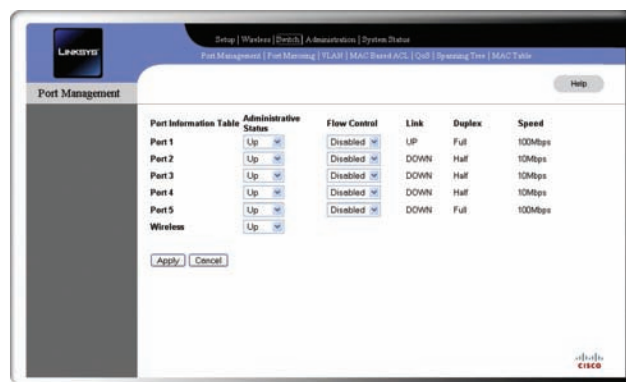 LINKSYS
Setup | Wireless | Switch | Administration | System Status
Port Management | Port Mirroring | VLAN | MAC Based ACL | QoS | Spanning Tree | MAC Table
Port Management
Help
Port Information Table Administrative Status Flow Control Link Duplex Speed
Port 1 Up Disabled UP Full 100Mbps
Port 2 Up Disabled DOWN Half 10Mbps
Port 3 Up Disabled DOWN Half 10Mbps
Port 4 Up Disabled DOWN Half 10Mbps
Port 5 Up Disabled DOWN Full 100Mbps
Wireless Up
Apply Cancel
CISCO